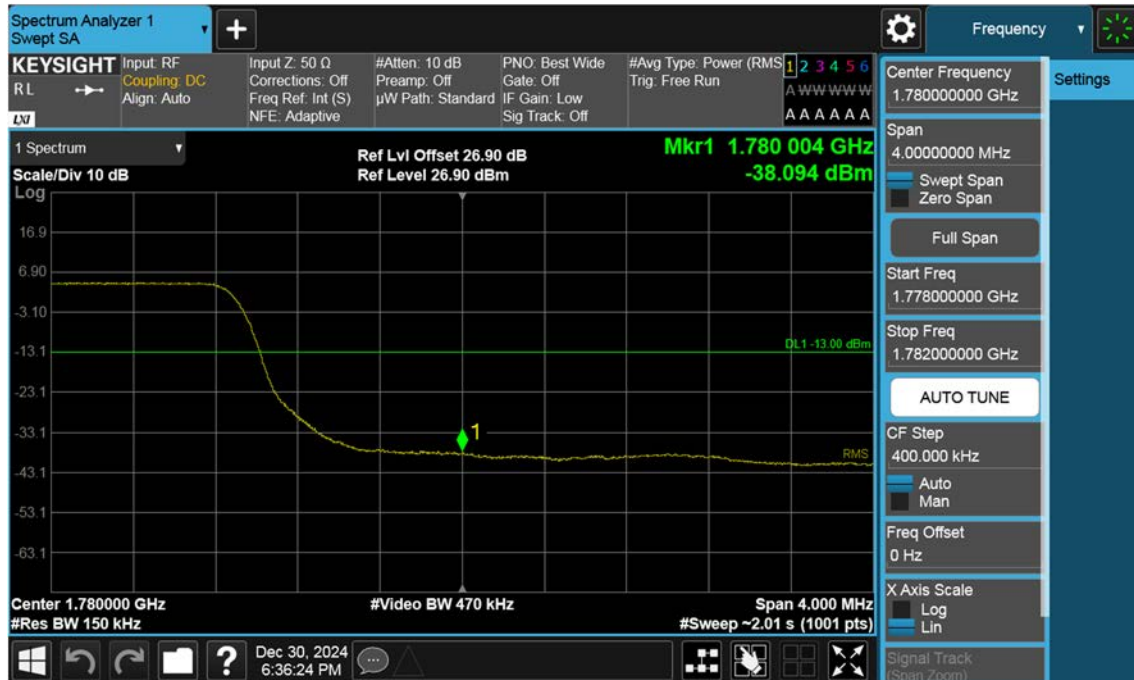 Spectrum Analyzer 1
Swept SA
Frequency
KEYSIGHT
RL
LXI
Input: RF
Coupling: DC
Align: Auto
Input Z: 50 Ω
Corrections: Off
Freq Ref: Int (S)
NFE: Adaptive
#Atten: 10 dB
Preamp: Off
µW Path: Standard
PNO: Best Wide
Gate: Off
IF Gain: Low
Sig Track: Off
#Avg Type: Power (RMS
Trig: Free Run
1 2 3 4 5 6
A W W W W W
A A A A A A
1 Spectrum
Scale/Div 10 dB
Ref Lvl Offset 26.90 dB
Ref Level 26.90 dBm
Mkr1 1.780 004 GHz
-38.094 dBm
Log
16.9
6.90
-3.10
-13.1
-23.1
-33.1
-43.1
-53.1
-63.1
DL1 -13.00 dBm
1
RMS
Center 1.780000 GHz
#Res BW 150 kHz
#Video BW 470 kHz
Span 4.000 MHz
#Sweep ~2.01 s (1001 pts)
Center Frequency
1.780000000 GHz
Span
4.00000000 MHz
Swept Span
Zero Span
Full Span
Start Freq
1.778000000 GHz
Stop Freq
1.782000000 GHz
AUTO TUNE
CF Step
400.000 kHz
Auto
Man
Freq Offset
0 Hz
X Axis Scale
Log
Lin
Signal Track
(Span Zoom)
Settings
?
Dec 30, 2024
6:36:24 PM